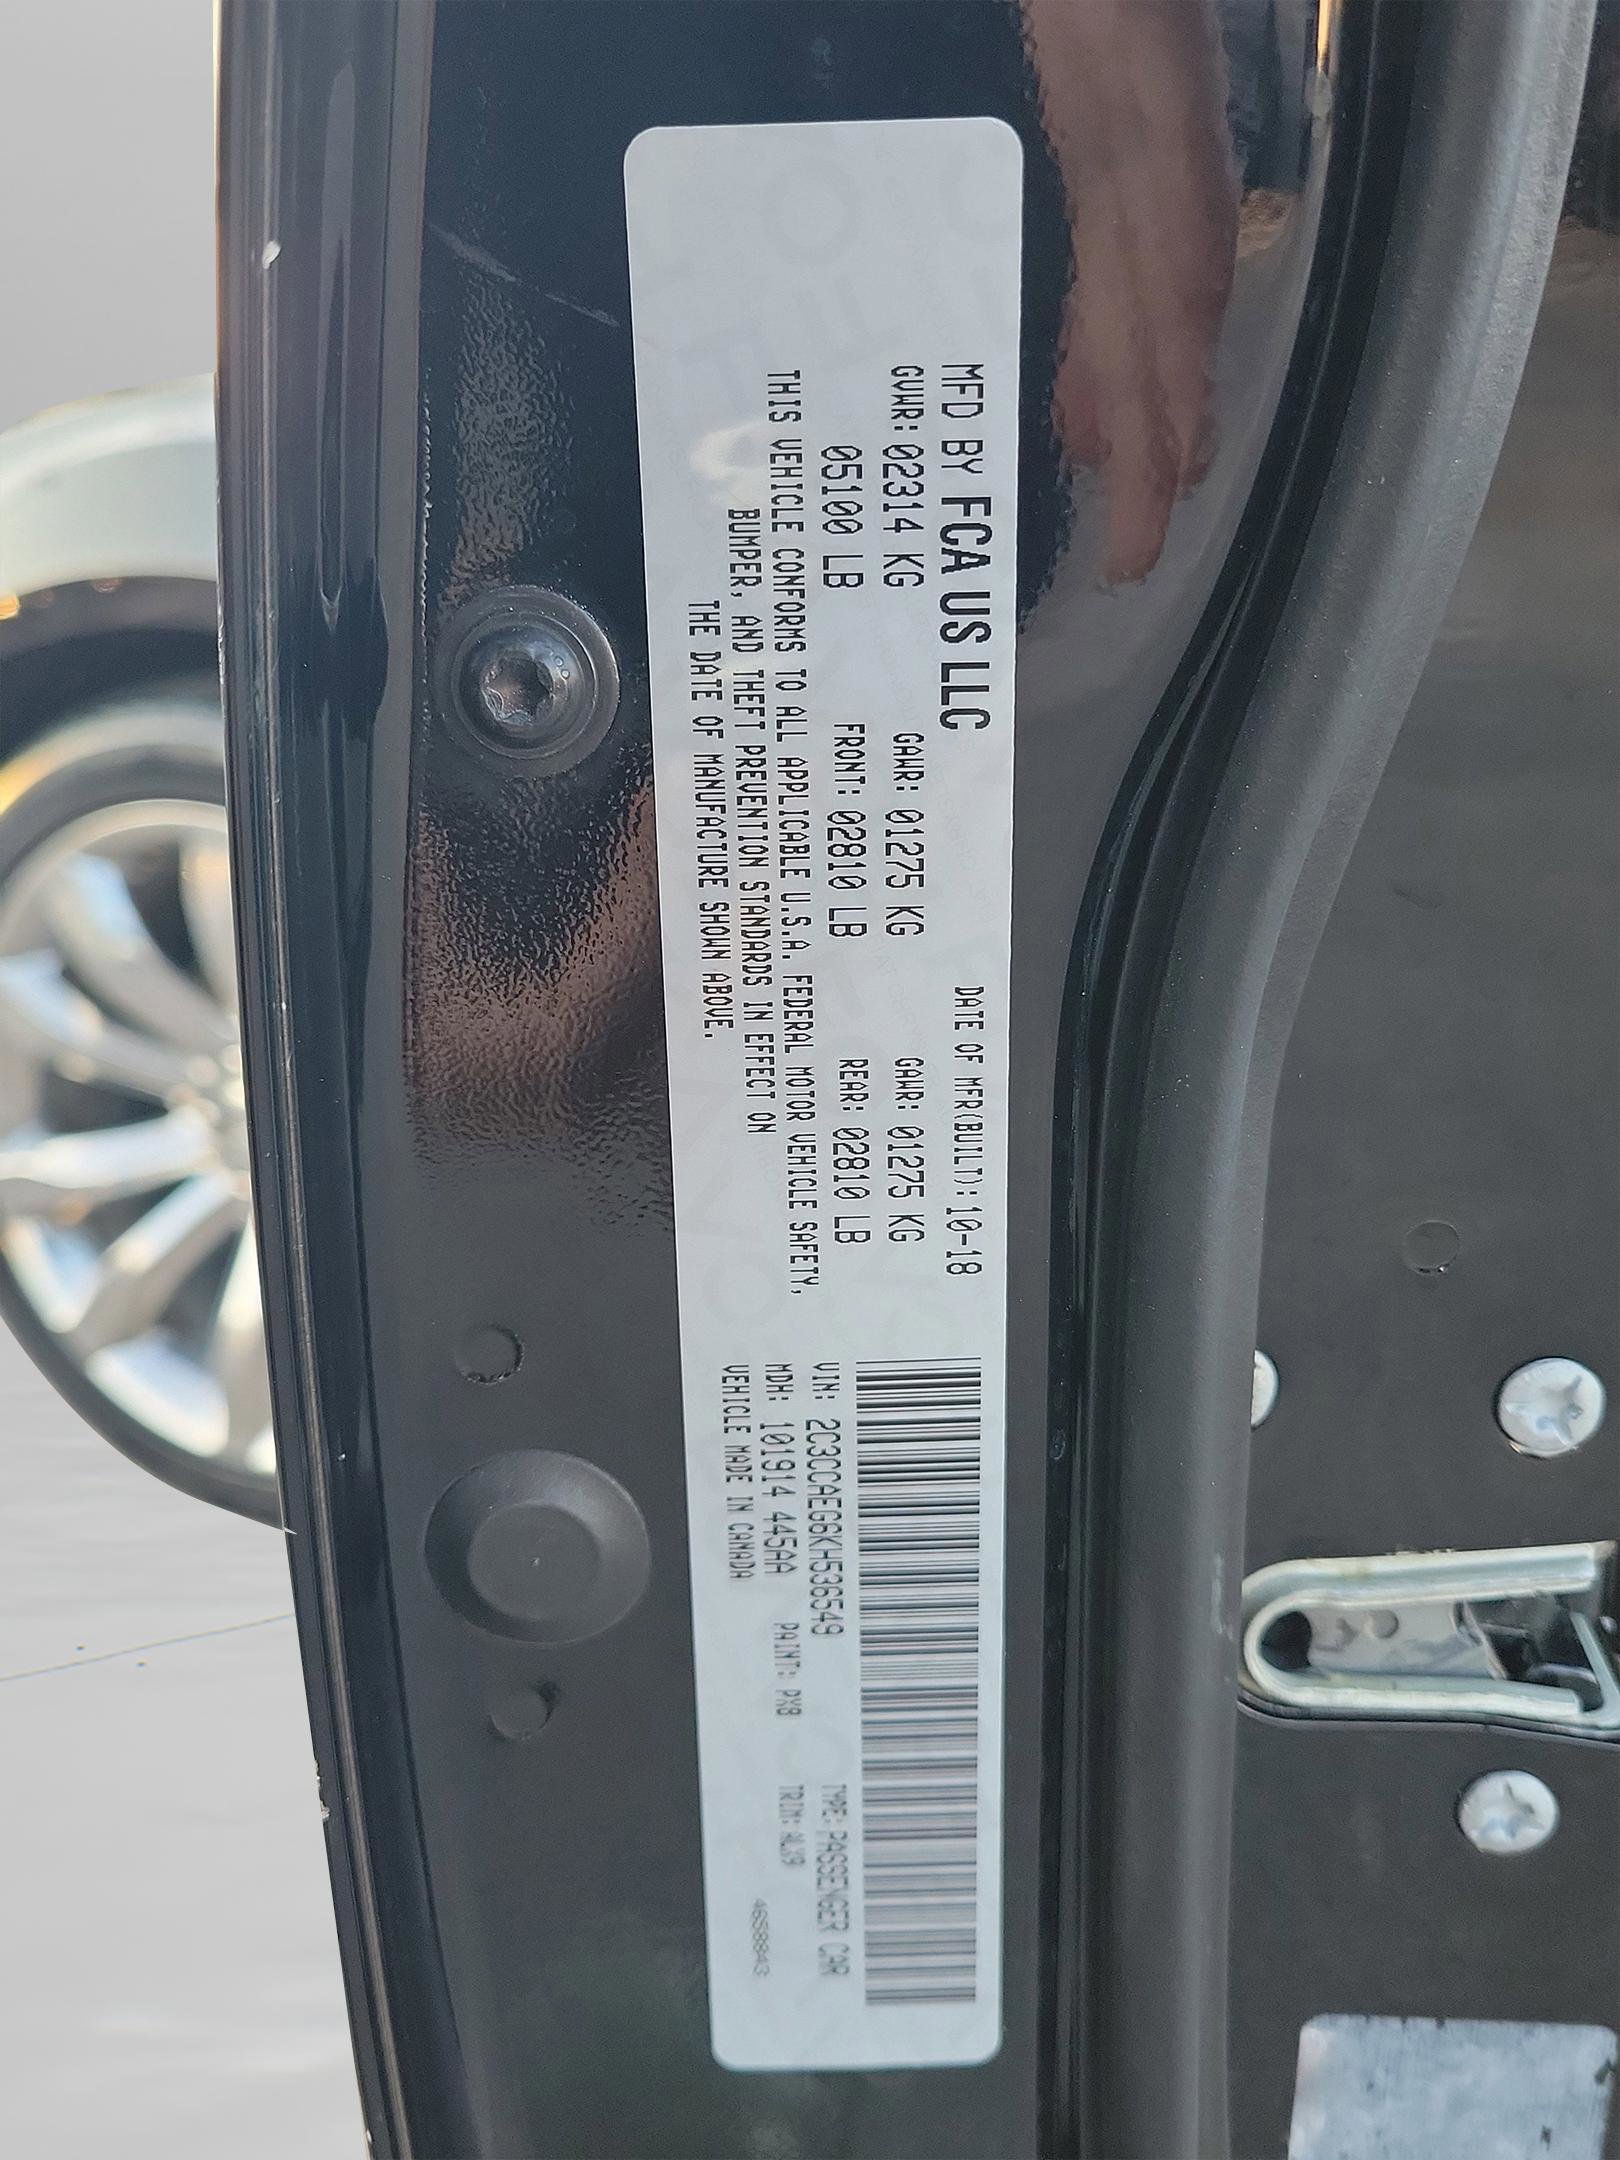 MFD BY FCA US LLC
DATE OF MFR(BUILT):10-18
GVWR: 02314 KG
GAWR: 01275 KG
GAWR: 01275 KG
05100 LB
FRONT: 02810 LB
REAR: 02810 LB
THIS VEHICLE CONFORMS TO ALL APPLICABLE U.S.A. FEDERAL MOTOR VEHICLE SAFETY,
BUMPER, AND THEFT PREVENTION STANDARDS IN EFFECT ON
THE DATE OF MANUFACTURE SHOWN ABOVE.
VIN: 2C3CCAEG6KH536549
TYPE: PASSENGER CAR
MDH: 101914 445AA
PAINT: PX8
TRIM: ALX9
VEHICLE MADE IN CANADA